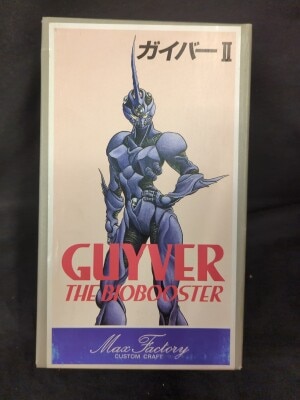 ガイバーⅡ
GUYVER
THE BIOBOOSTER
Max Factory
CUSTOM CRAFT